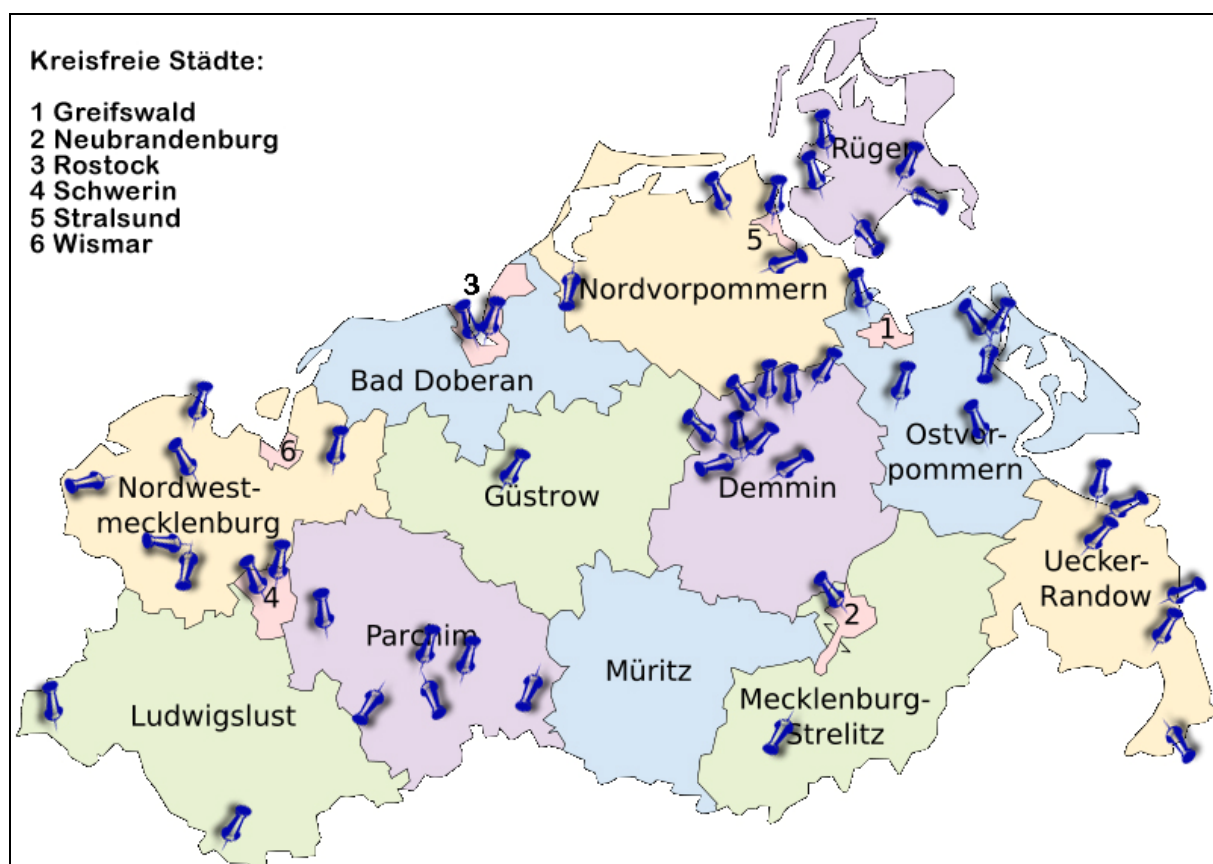 Kreisfreie Städte:
1 Greifswald
2 Neubrandenburg
3 Rostock
4 Schwerin
5 Stralsund
6 Wismar
Rügen
5
3
Nordvorpommern
1
Bad Doberan
6
Ostvor-
pommern
Nordwest-
mecklenburg
Güstrow
Demmin
Uecker-
Randow
4
2
Parchim
Müritz
Ludwigslust
Mecklenburg-
Strelitz